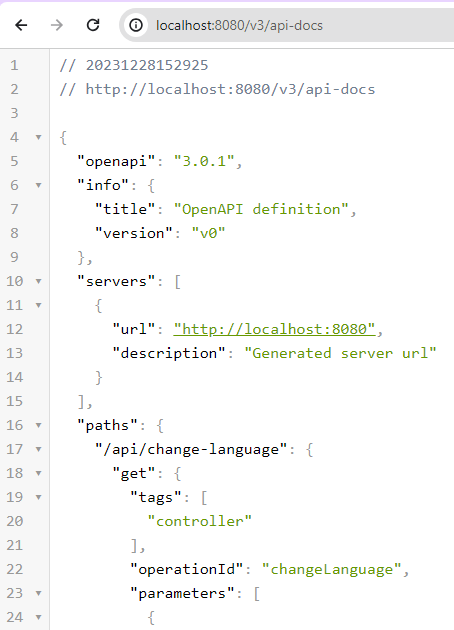 localhost:8080/v3/api-docs
1 // 20231228152925
2 // http://localhost:8080/v3/api-docs
3
4 {
5 "openapi": "3.0.1",
6 "info": {
7 "title": "OpenAPI definition",
8 "version": "v0"
9 },
10 "servers": [
11 {
12 "url": "http://localhost:8080",
13 "description": "Generated server url"
14 }
15 ],
16 "paths": {
17 "/api/change-language": {
18 "get": {
19 "tags": [
20 "controller"
21 ],
22 "operationId": "changeLanguage",
23 "parameters": [
24 {